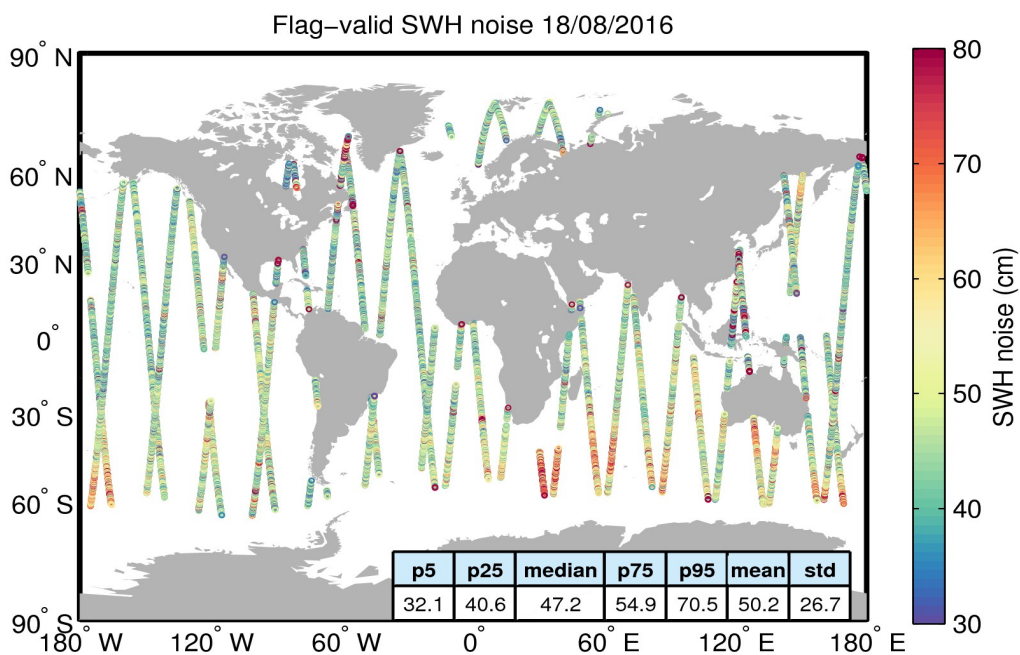 Flag−valid SWH noise 18/08/2016
90° N
60° N
30° N
0°
30° S
60° S
90° S
180° W 120° W 60° W 0° 60° E 120° E 180° E
p5 p25 median p75 p95 mean std
32.1 40.6 47.2 54.9 70.5 50.2 26.7
80
70
60
50
40
30
SWH noise (cm)